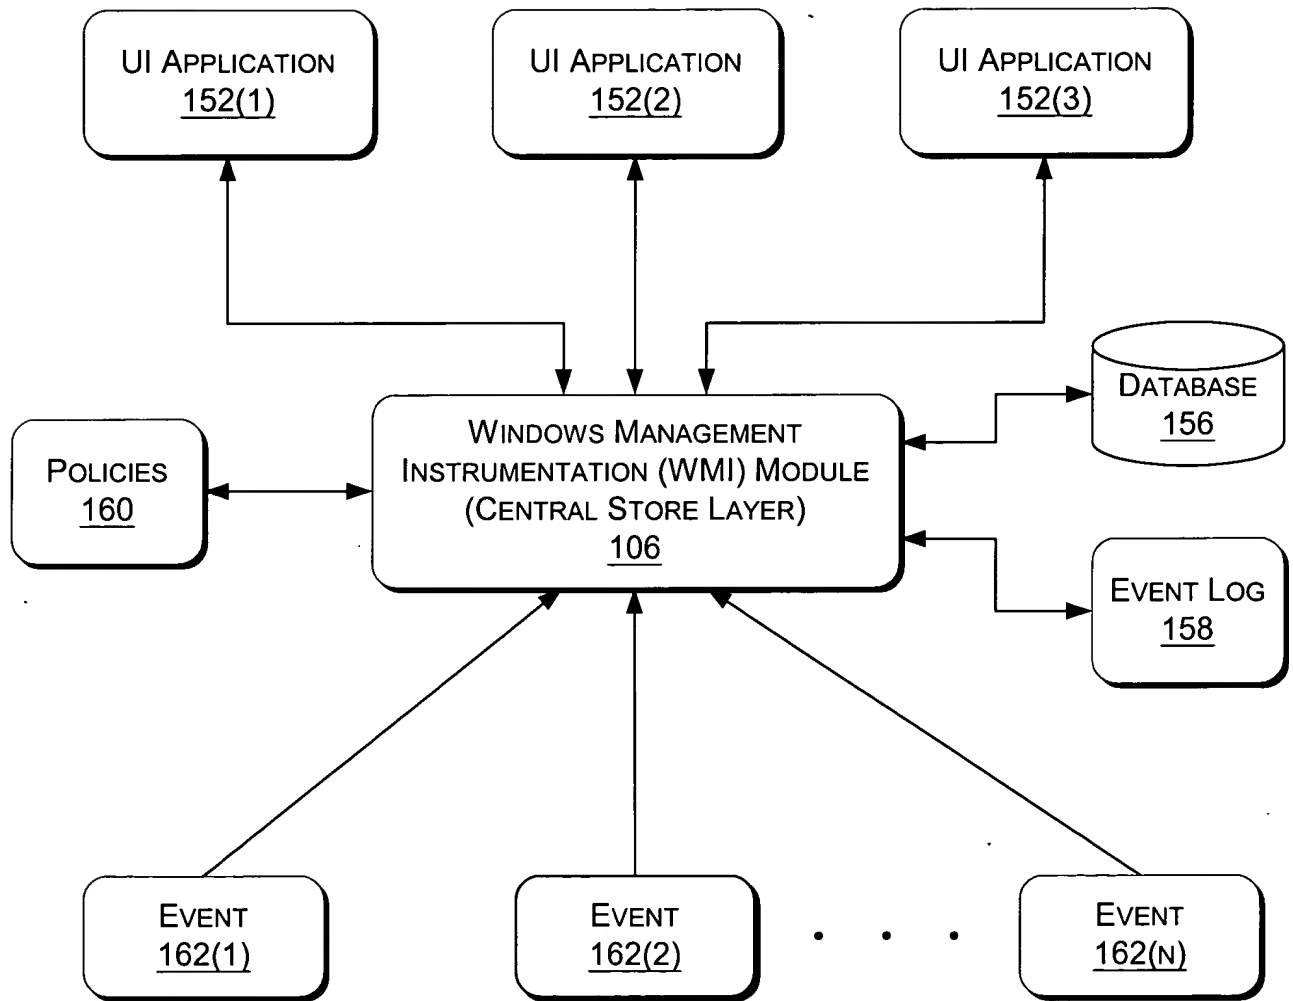 UI APPLICATION
152(1)
UI APPLICATION
152(2)
UI APPLICATION
152(3)
WINDOWS MANAGEMENT
INSTRUMENTATION (WMI) MODULE
(CENTRAL STORE LAYER)
106
POLICIES
160
DATABASE
156
EVENT LOG
158
EVENT
162(1)
EVENT
162(2)
. . .
EVENT
162(N)